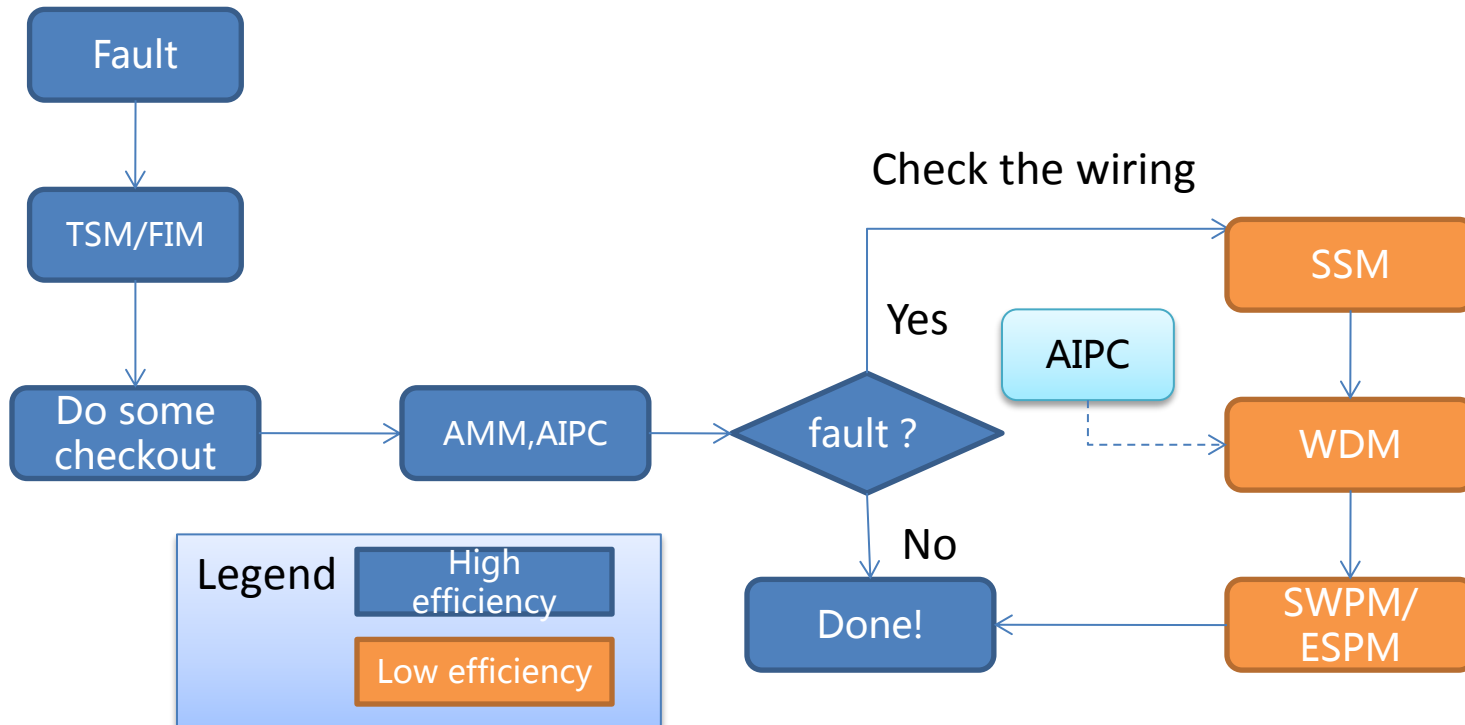 Fault
TSM/FIM
Do some
checkout
AMM,AIPC
fault ?
Yes
Check the wiring
SSM
AIPC
WDM
SWPM/
ESPM
No
Done!
Legend
High
efficiency
Low efficiency